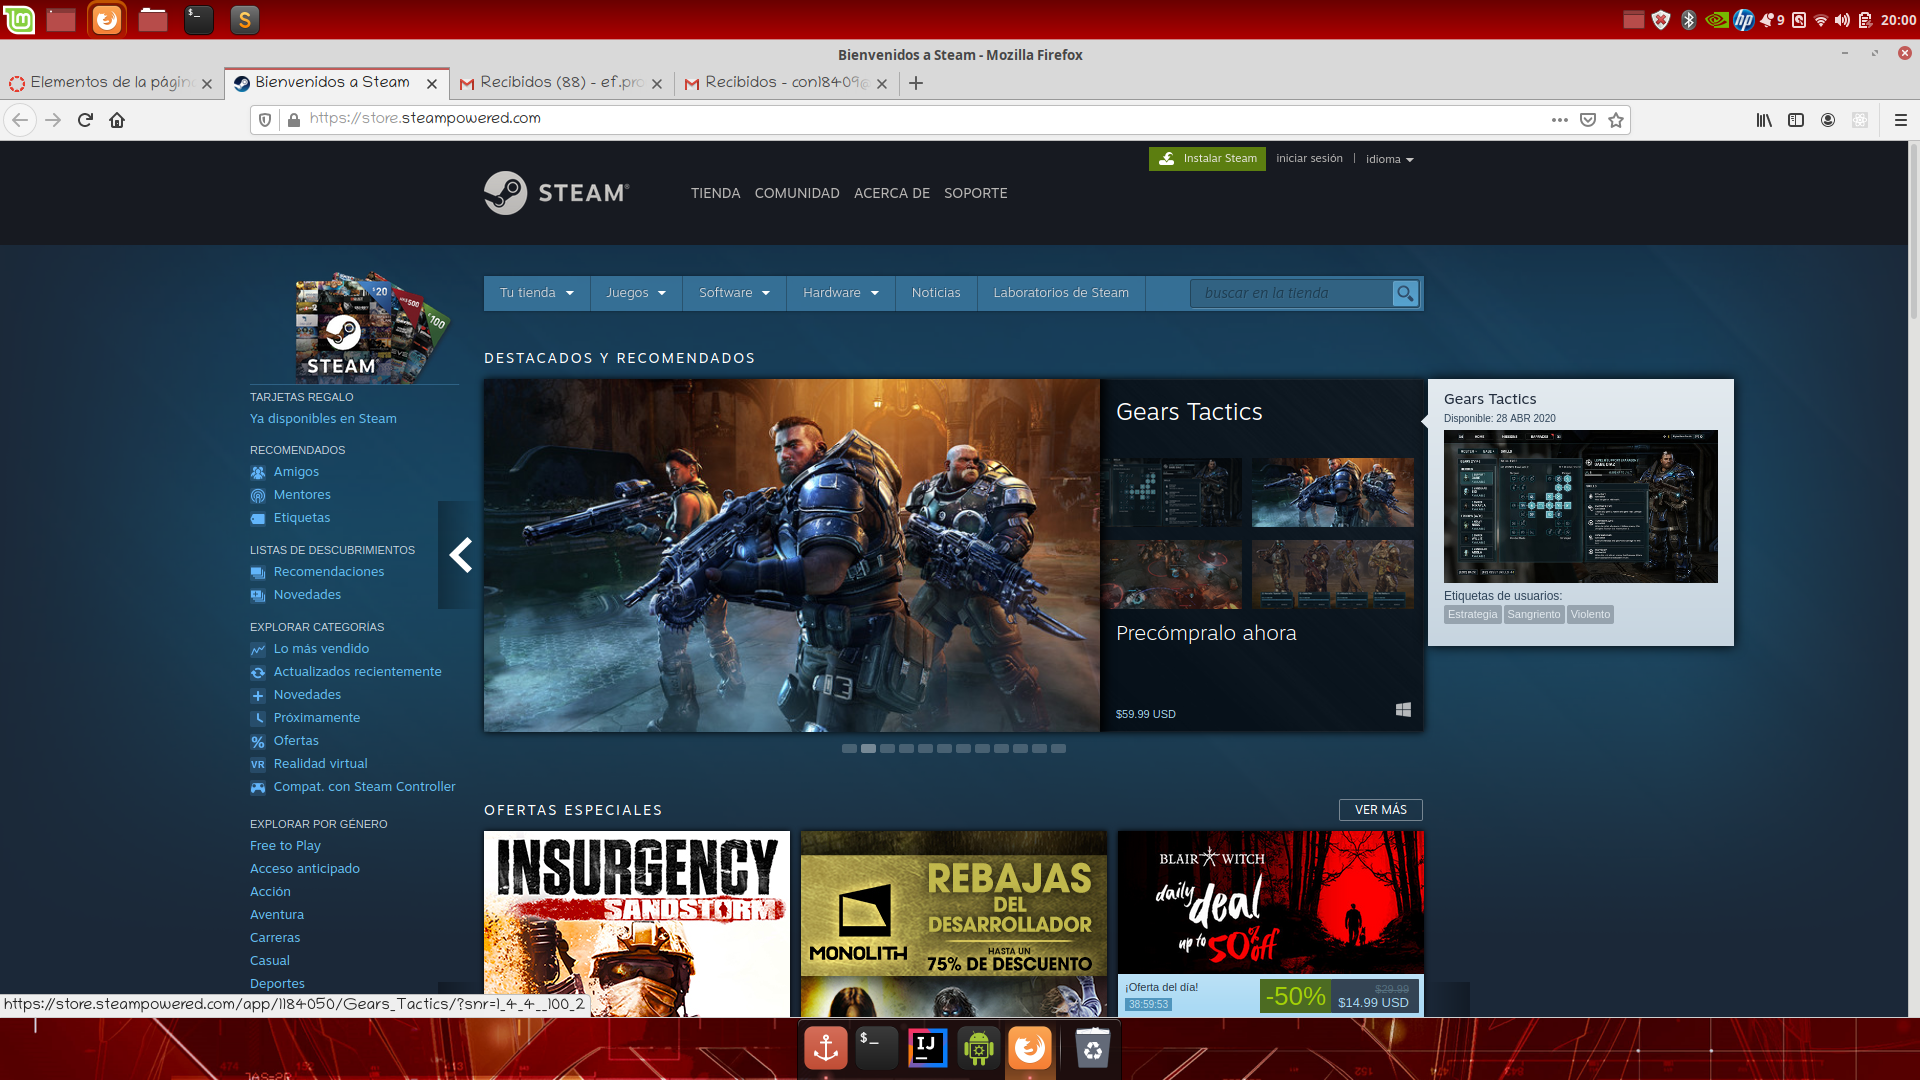 9
20:00
Bienvenidos a Steam - Mozilla Firefox
Elementos de la págin
Bienvenidos a Steam
Recibidos (88) - ef.pro
Recibidos - con18409@
https://store.steampowered.com
Instalar Steam
iniciar sesión
idioma
STEAM
TIENDA
COMUNIDAD
ACERCA DE
SOPORTE
Tu tienda
Juegos
Software
Hardware
Noticias
Laboratorios de Steam
buscar en la tienda
STEAM
TARJETAS REGALO
Ya disponibles en Steam
RECOMENDADOS
Amigos
Mentores
Etiquetas
LISTAS DE DESCUBRIMIENTOS
Recomendaciones
Novedades
EXPLORAR CATEGORÍAS
Lo más vendido
Actualizados recientemente
Novedades
Próximamente
Ofertas
VR Realidad virtual
Compat. con Steam Controller
EXPLORAR POR GÉNERO
Free to Play
Acceso anticipado
Acción
Aventura
Carreras
Casual
Deportes
DESTACADOS Y RECOMENDADOS
Gears Tactics
Precómpralo ahora
$59.99 USD
Gears Tactics
Disponible: 28 ABR 2020
Etiquetas de usuarios:
Estrategia
Sangriento
Violento
OFERTAS ESPECIALES
VER MÁS
INSURGENCY
SANDSTORM
MONOLITH
REBAJAS
DEL
DESARROLLADOR
HASTA UN
75% DE DESCUENTO
BLAIR WITCH
daily
deal
up to 50% off
¡Oferta del día!
38:59:53
-50%
$29.99
$14.99 USD
https://store.steampowered.com/app/1184050/Gears_Tactics/?snr=1_4_4__100_2